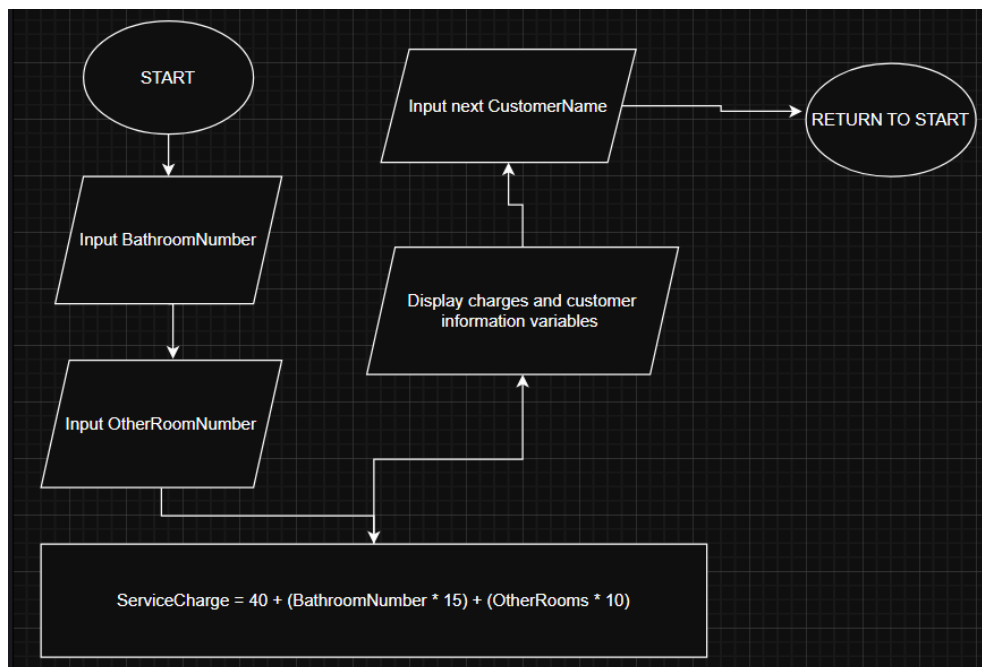 START
Input BathroomNumber
Input OtherRoomNumber
ServiceCharge = 40 + (BathroomNumber * 15) + (OtherRooms * 10)
Display charges and customer
information variables
Input next CustomerName
RETURN TO START